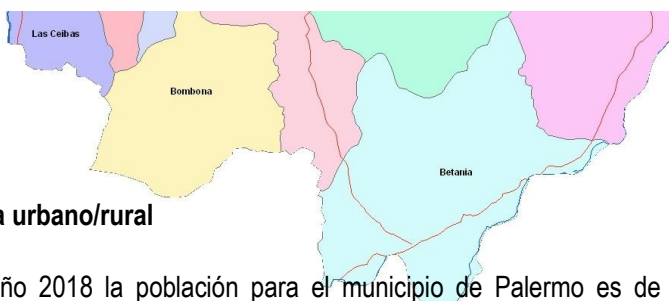 Las Ceibas
Bombona
Betania
a urbano/rural
ño 2018 la población para el municipio de Palermo es de